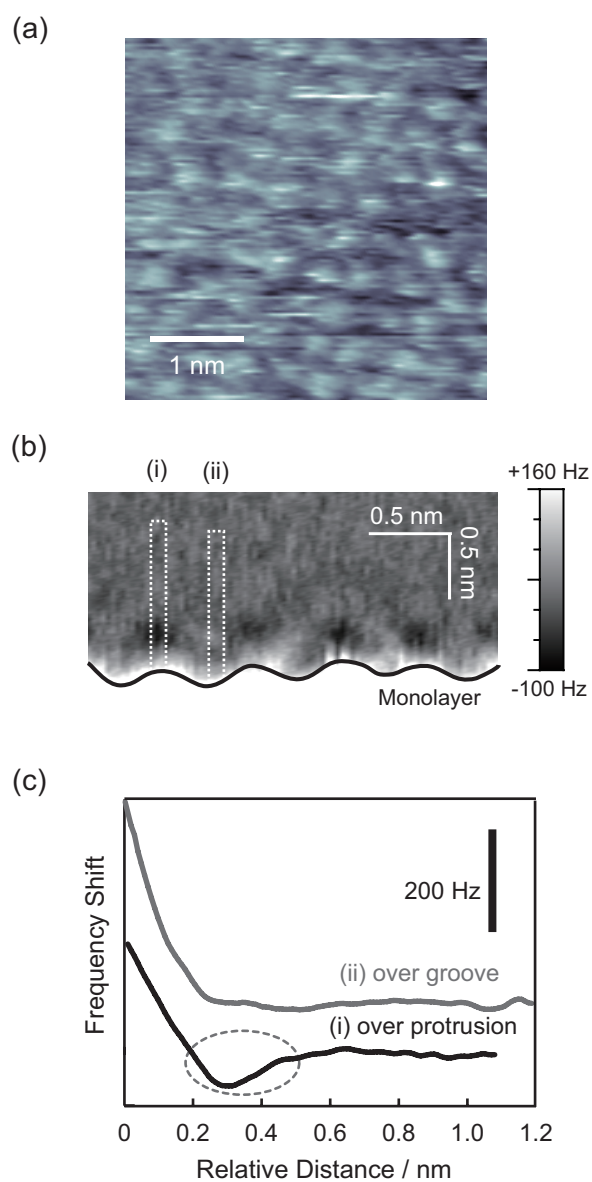 (a)
1 nm
(b)
(i)
(ii)
0.5 nm
0.5 nm
+160 Hz
-100 Hz
Monolayer
(c)
Frequency Shift
200 Hz
(ii) over groove
(i) over protrusion
0 0.2 0.4 0.6 0.8 1.0 1.2
Relative Distance / nm